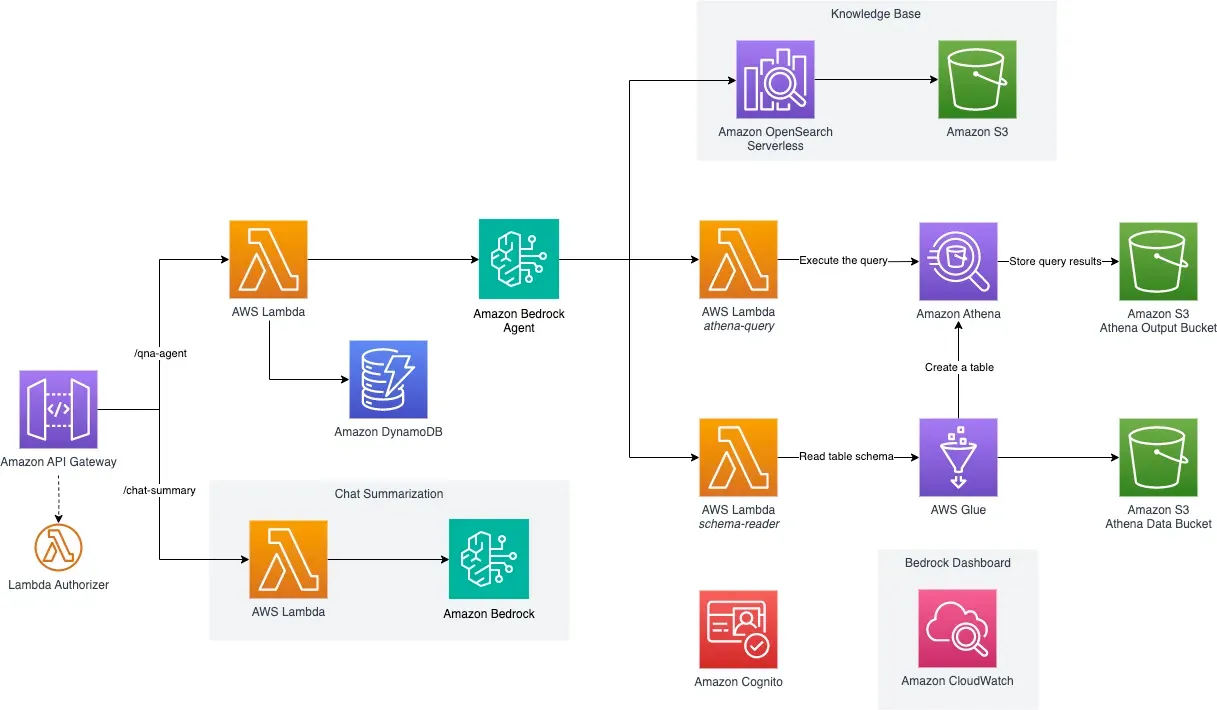 Knowledge Base
Amazon OpenSearch
Serverless
Amazon S3
AWS Lambda
Amazon Bedrock
Agent
AWS Lambda
athena-query
Execute the query
Amazon Athena
Store query results
Amazon S3
Athena Output Bucket
/qna-agent
Amazon DynamoDB
Create a table
Amazon API Gateway
/chat-summary
AWS Lambda
schema-reader
Read table schema
AWS Glue
Amazon S3
Athena Data Bucket
Chat Summarization
AWS Lambda
Amazon Bedrock
Lambda Authorizer
Amazon Cognito
Bedrock Dashboard
Amazon CloudWatch